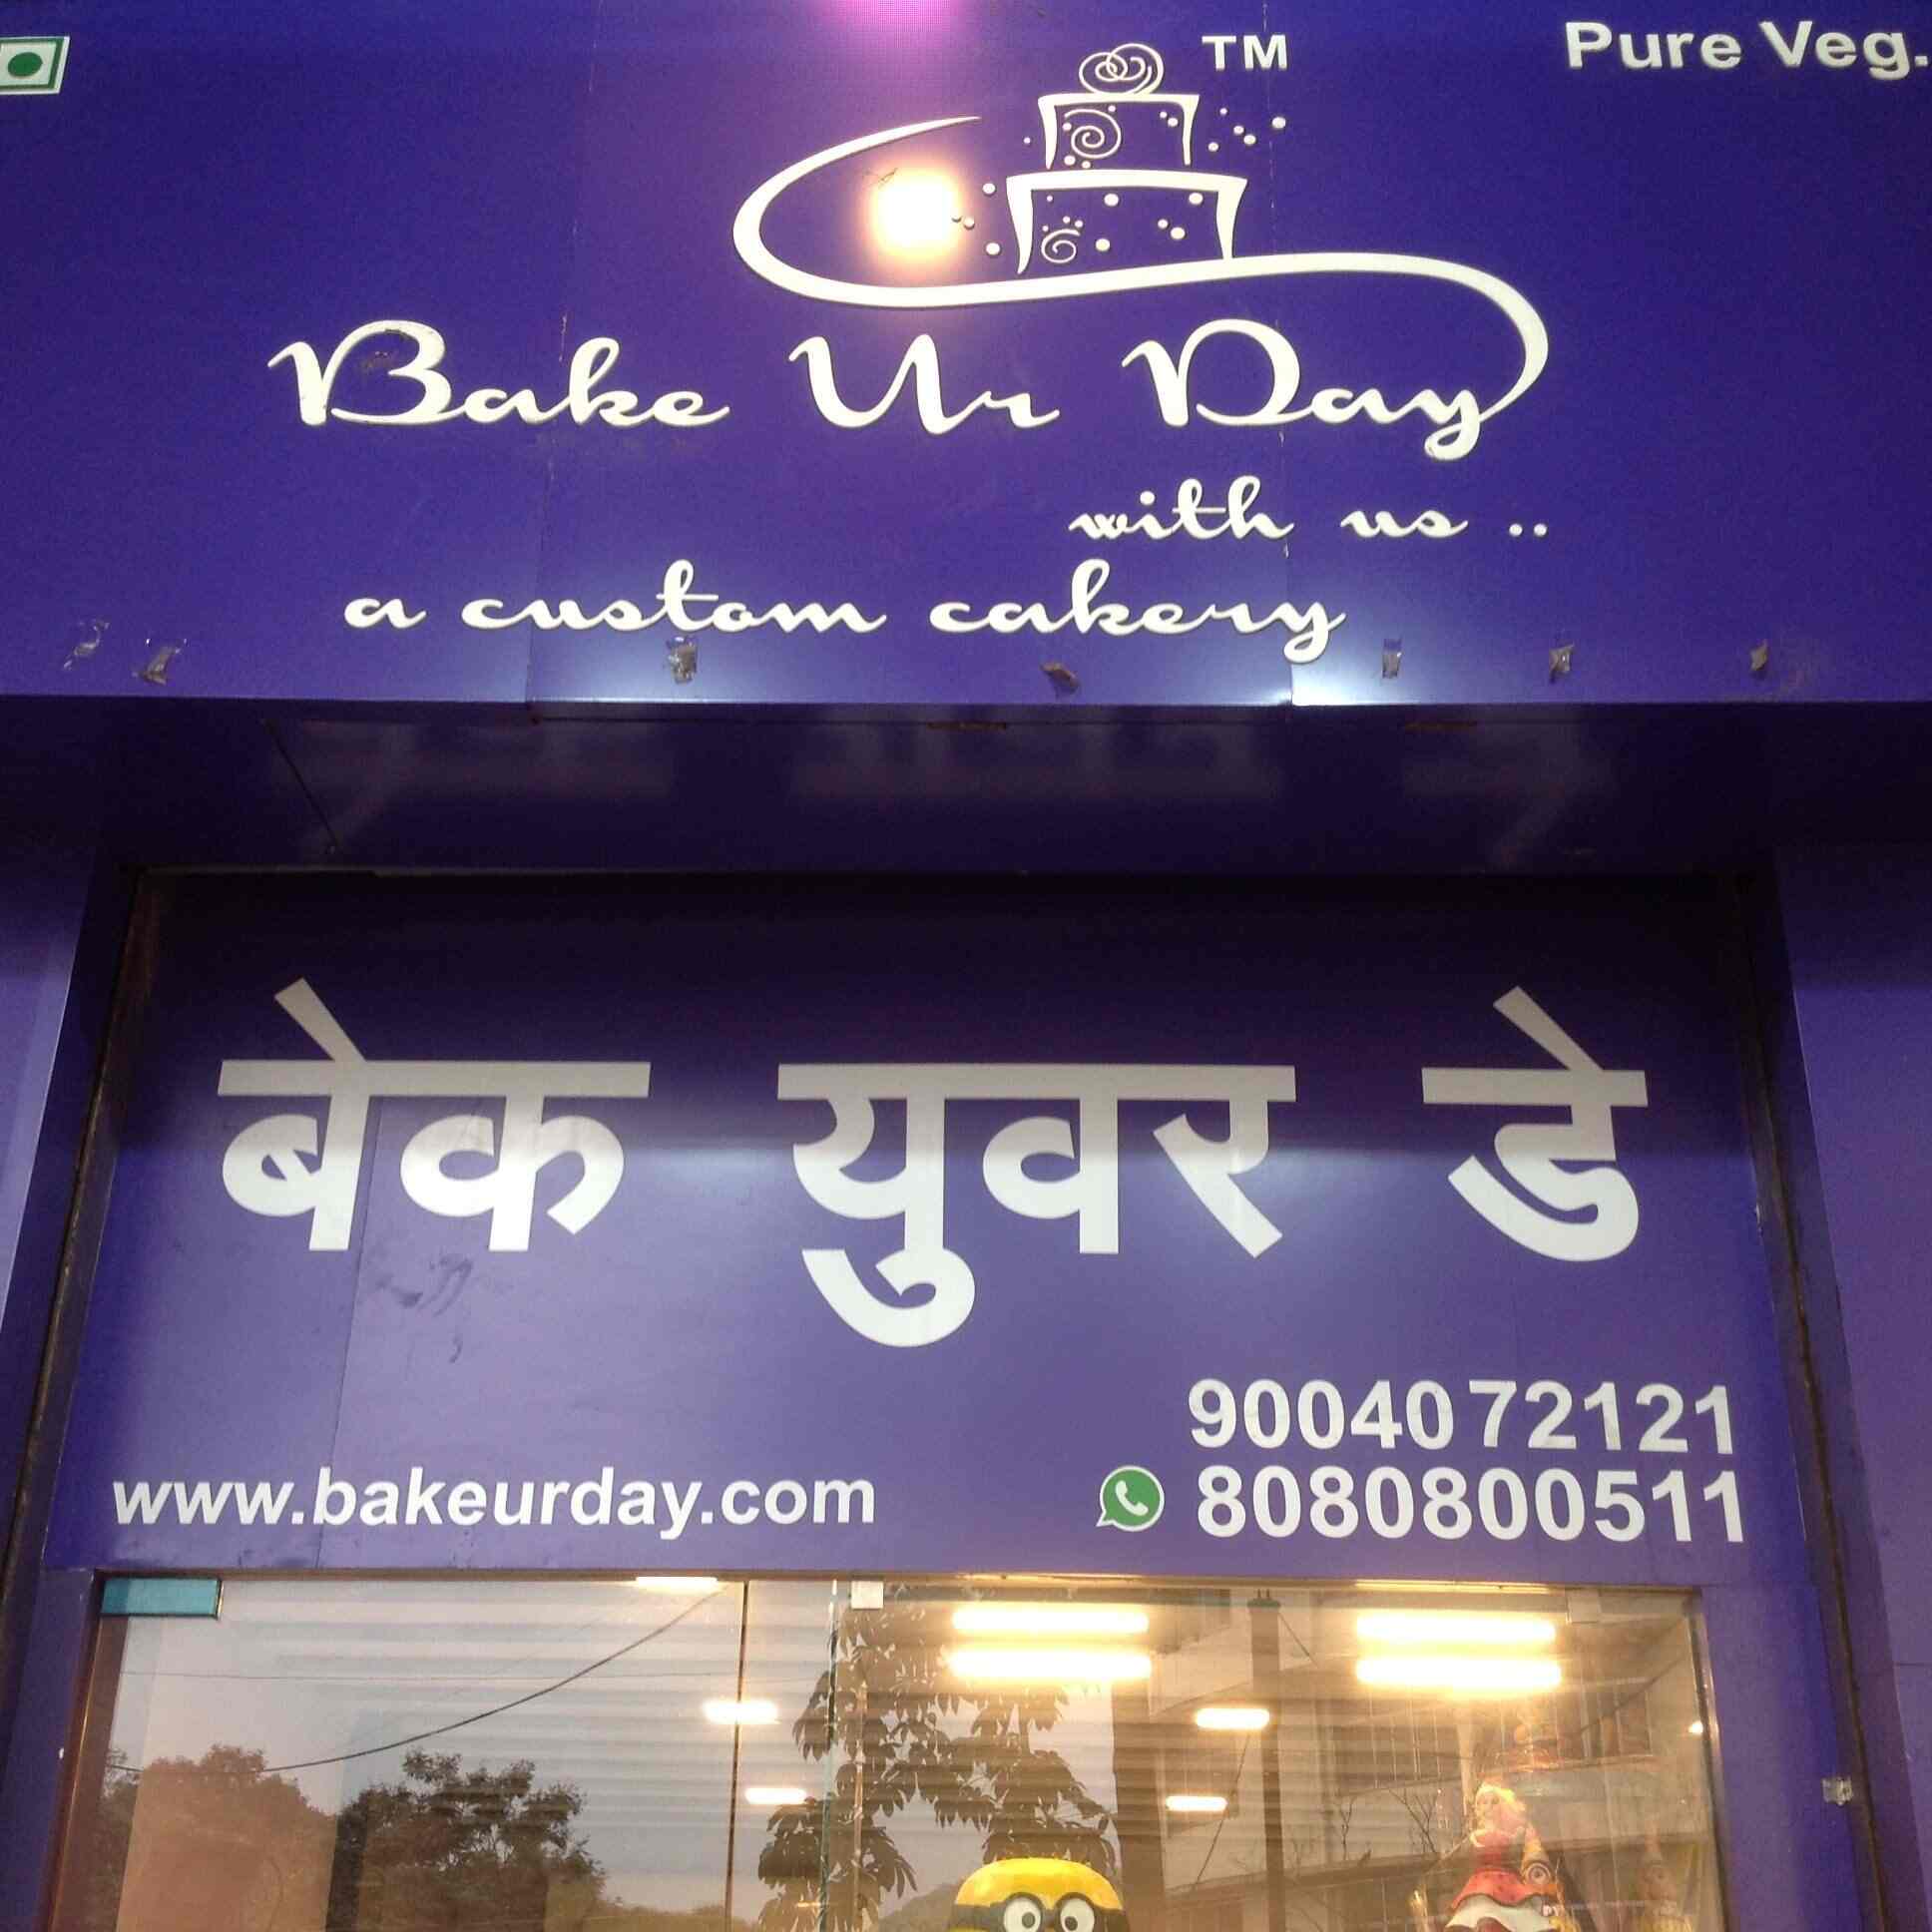 TM
Pure Veg.
Bake Ur Day
with us ..
a custom cakery
बेक युवर डे
9004072121
www.bakeurday.com 8080800511